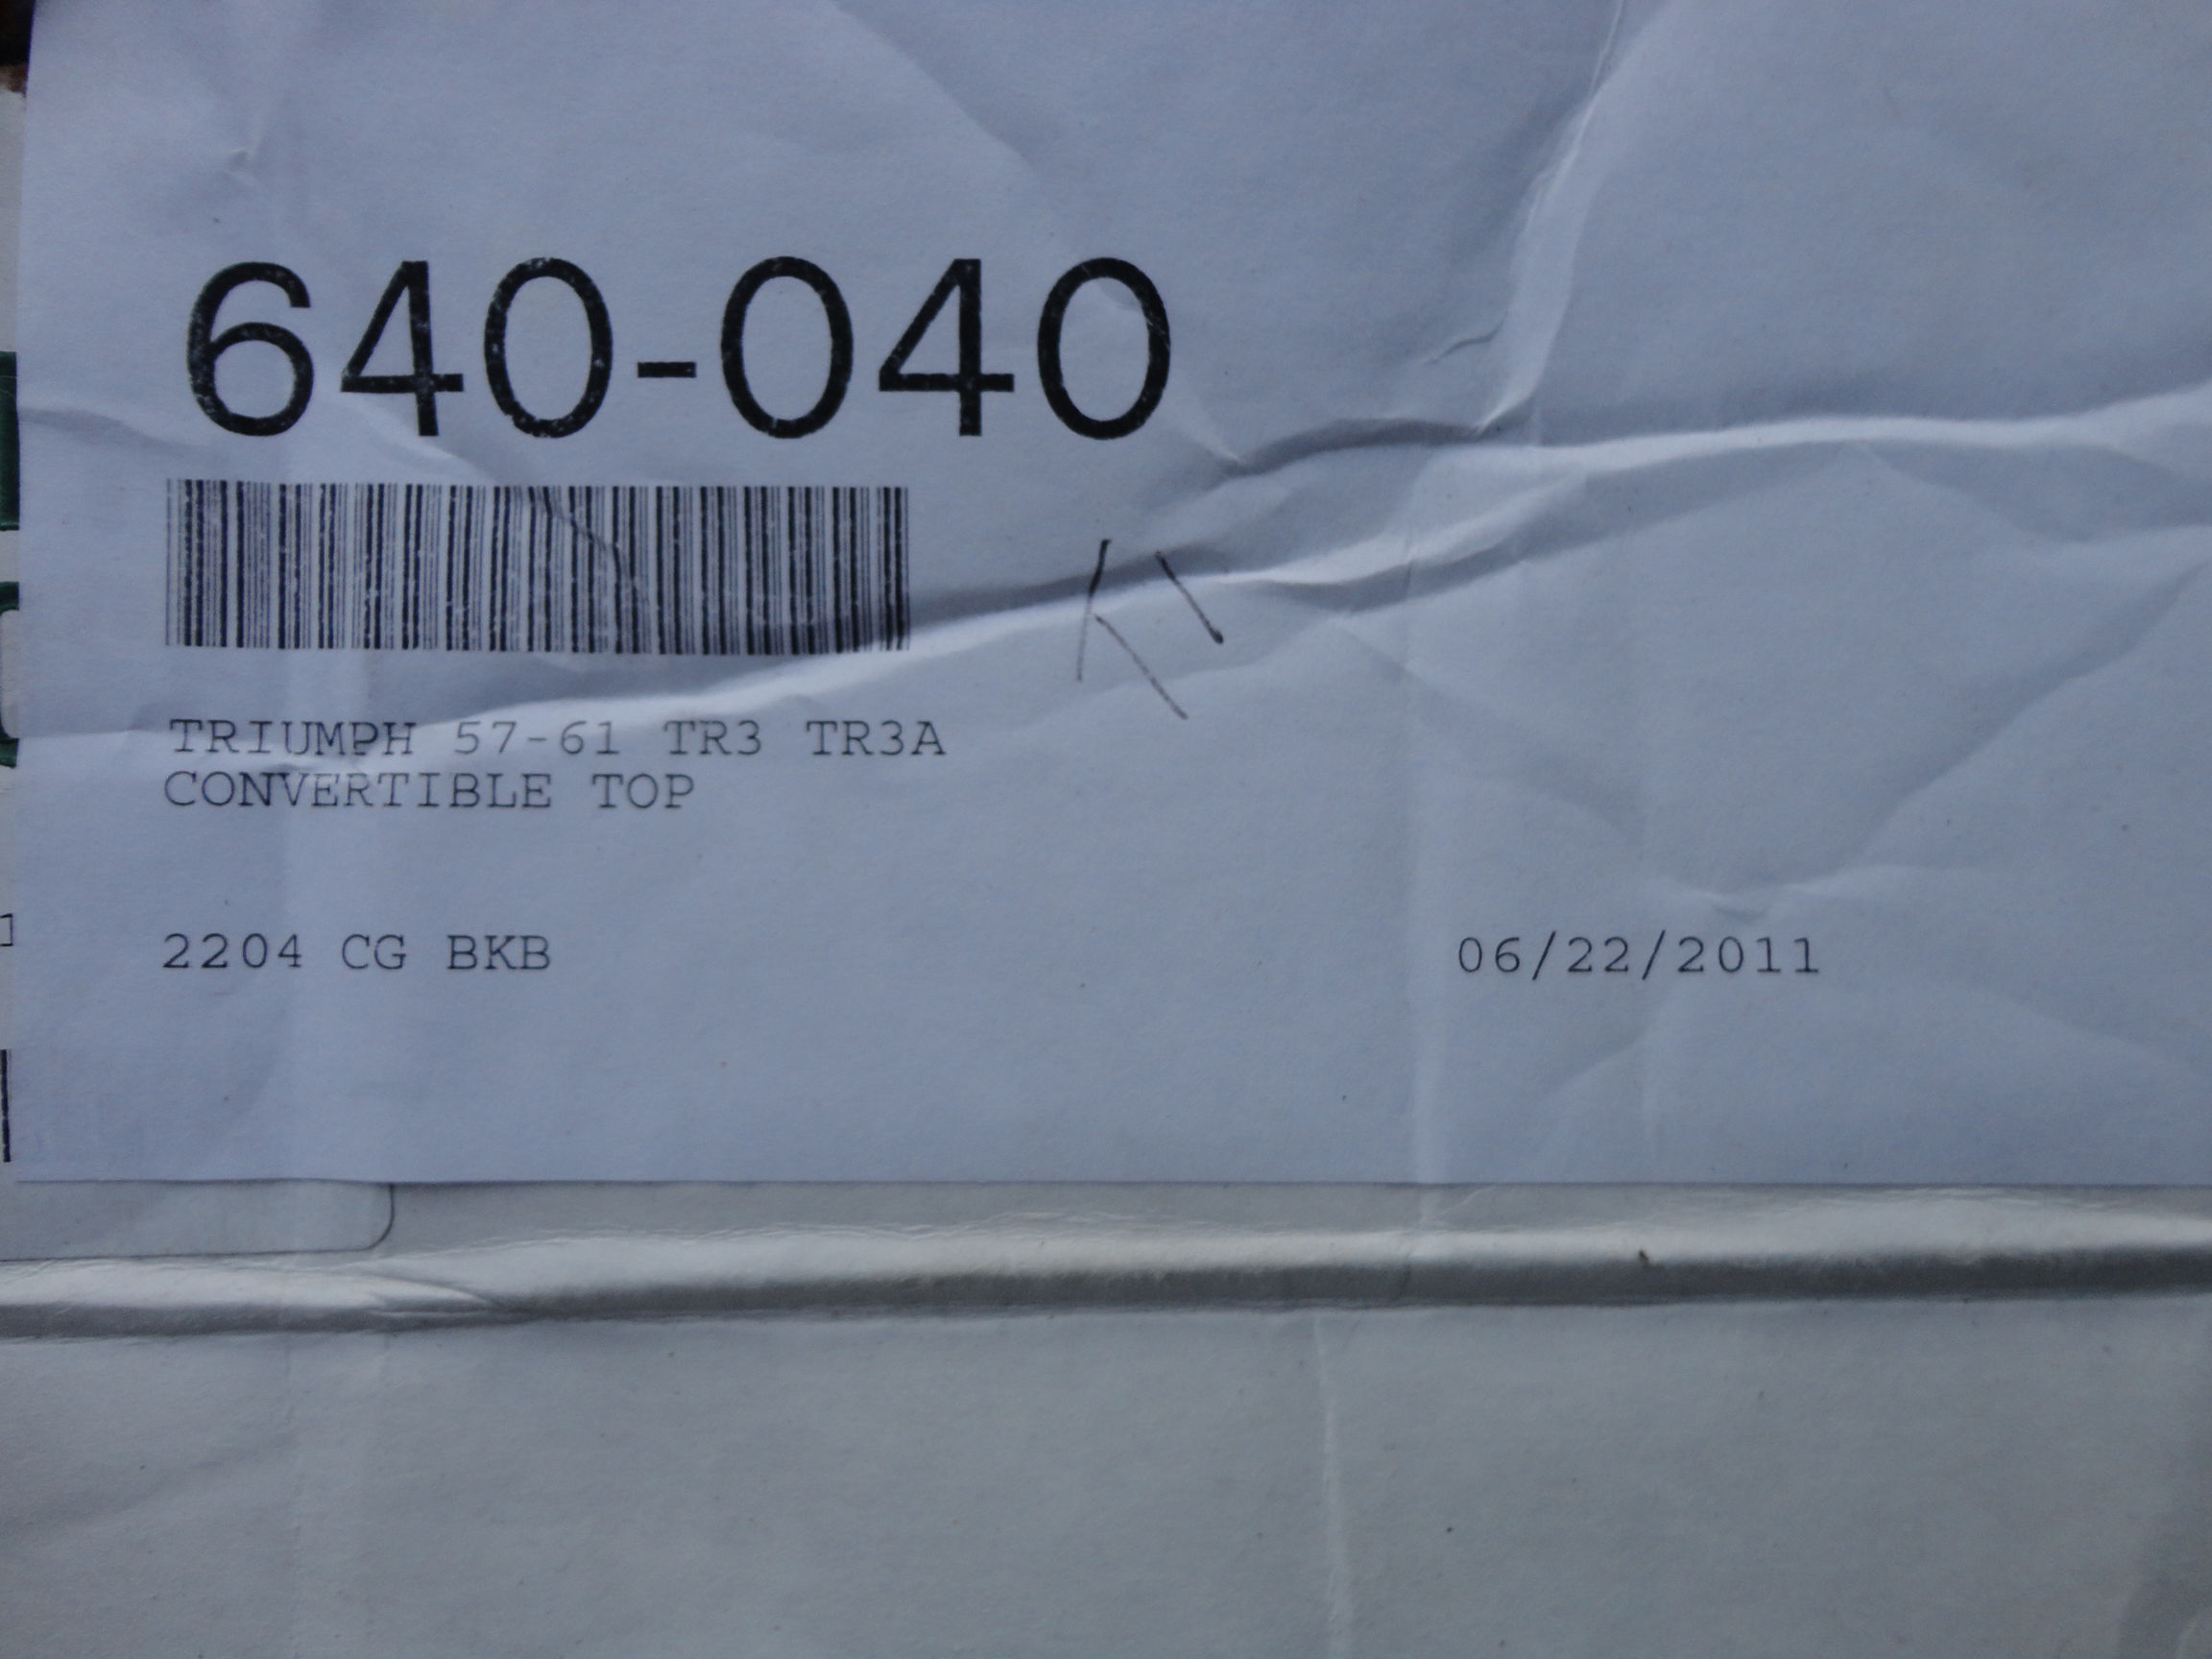 640-040
TRIUMPH 57-61 TR3 TR3A
CONVERTIBLE TOP
2204 CG BKB
06/22/2011